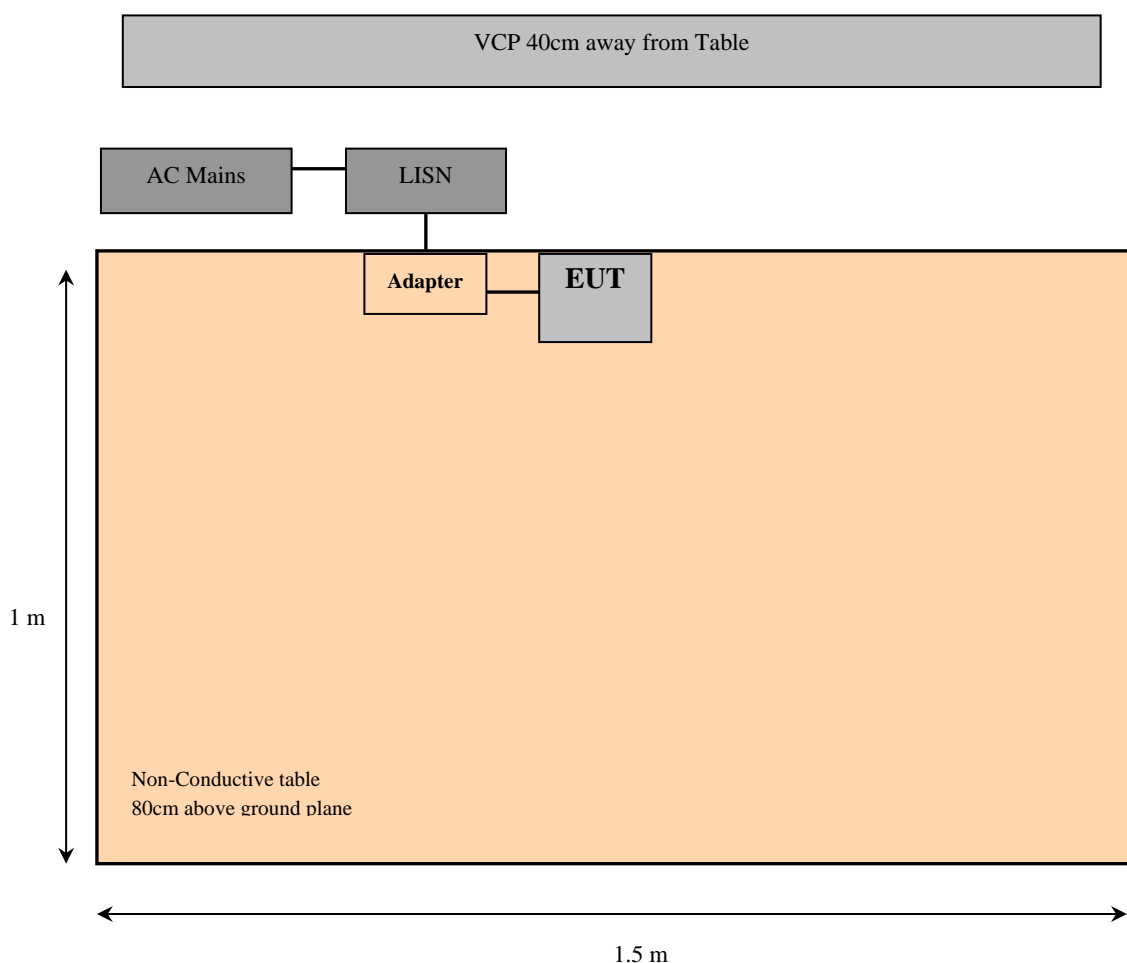 VCP 40cm away from Table
AC Mains
LISN
Adapter
EUT
1 m
Non-Conductive table
80cm above ground plane
1.5 m